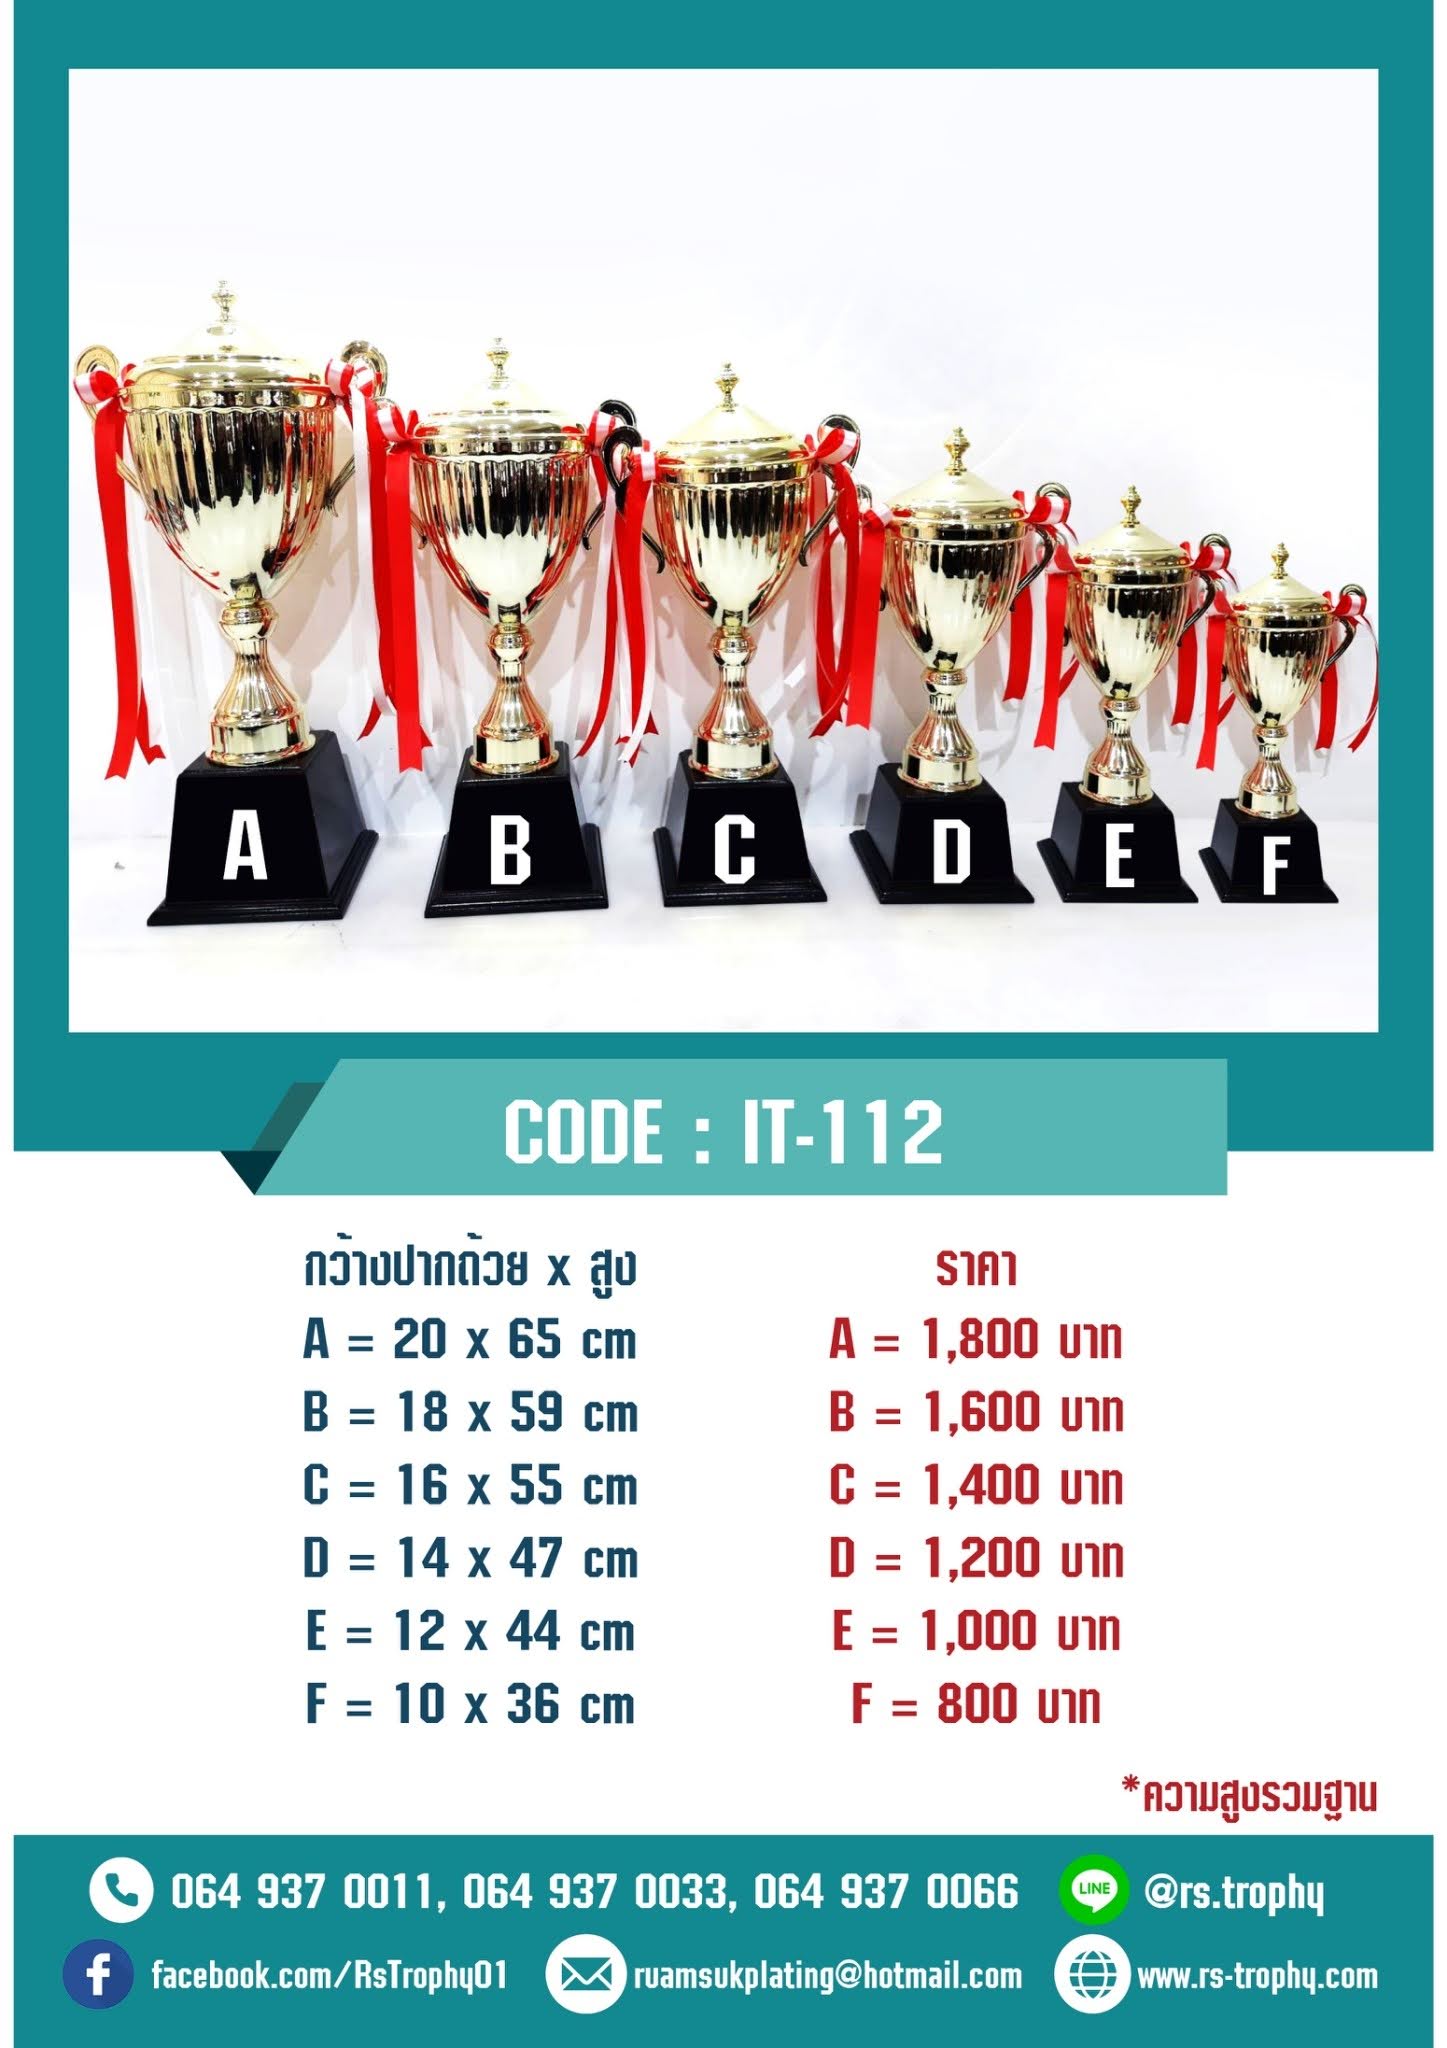 A B C D E F
CODE : IT-112
กว้างปากถ้วย x สูง
A = 20 x 65 cm
B = 18 x 59 cm
C = 16 x 55 cm
D = 14 x 47 cm
E = 12 x 44 cm
F = 10 x 36 cm
ราคา
A = 1,800 บาท
B = 1,600 บาท
C = 1,400 บาท
D = 1,200 บาท
E = 1,000 บาท
F = 800 บาท
*ความสูงรวมฐาน
064 937 0011, 064 937 0033, 064 937 0066 LINE @rs.trophy
f facebook.com/RsTrophy01 ruamsukplating@hotmail.com www.rs-trophy.com